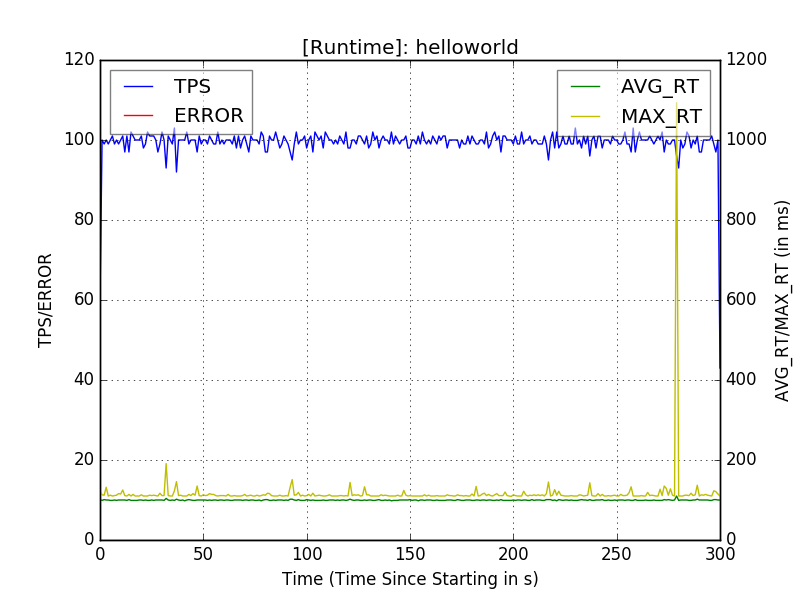 [Runtime]: helloworld
TPS
ERROR
AVG_RT
MAX_RT
120
100
80
60
40
20
0
TPS/ERROR
1200
1000
800
600
400
200
0
AVG_RT/MAX_RT (in ms)
0 50 100 150 200 250 300
Time (Time Since Starting in s)